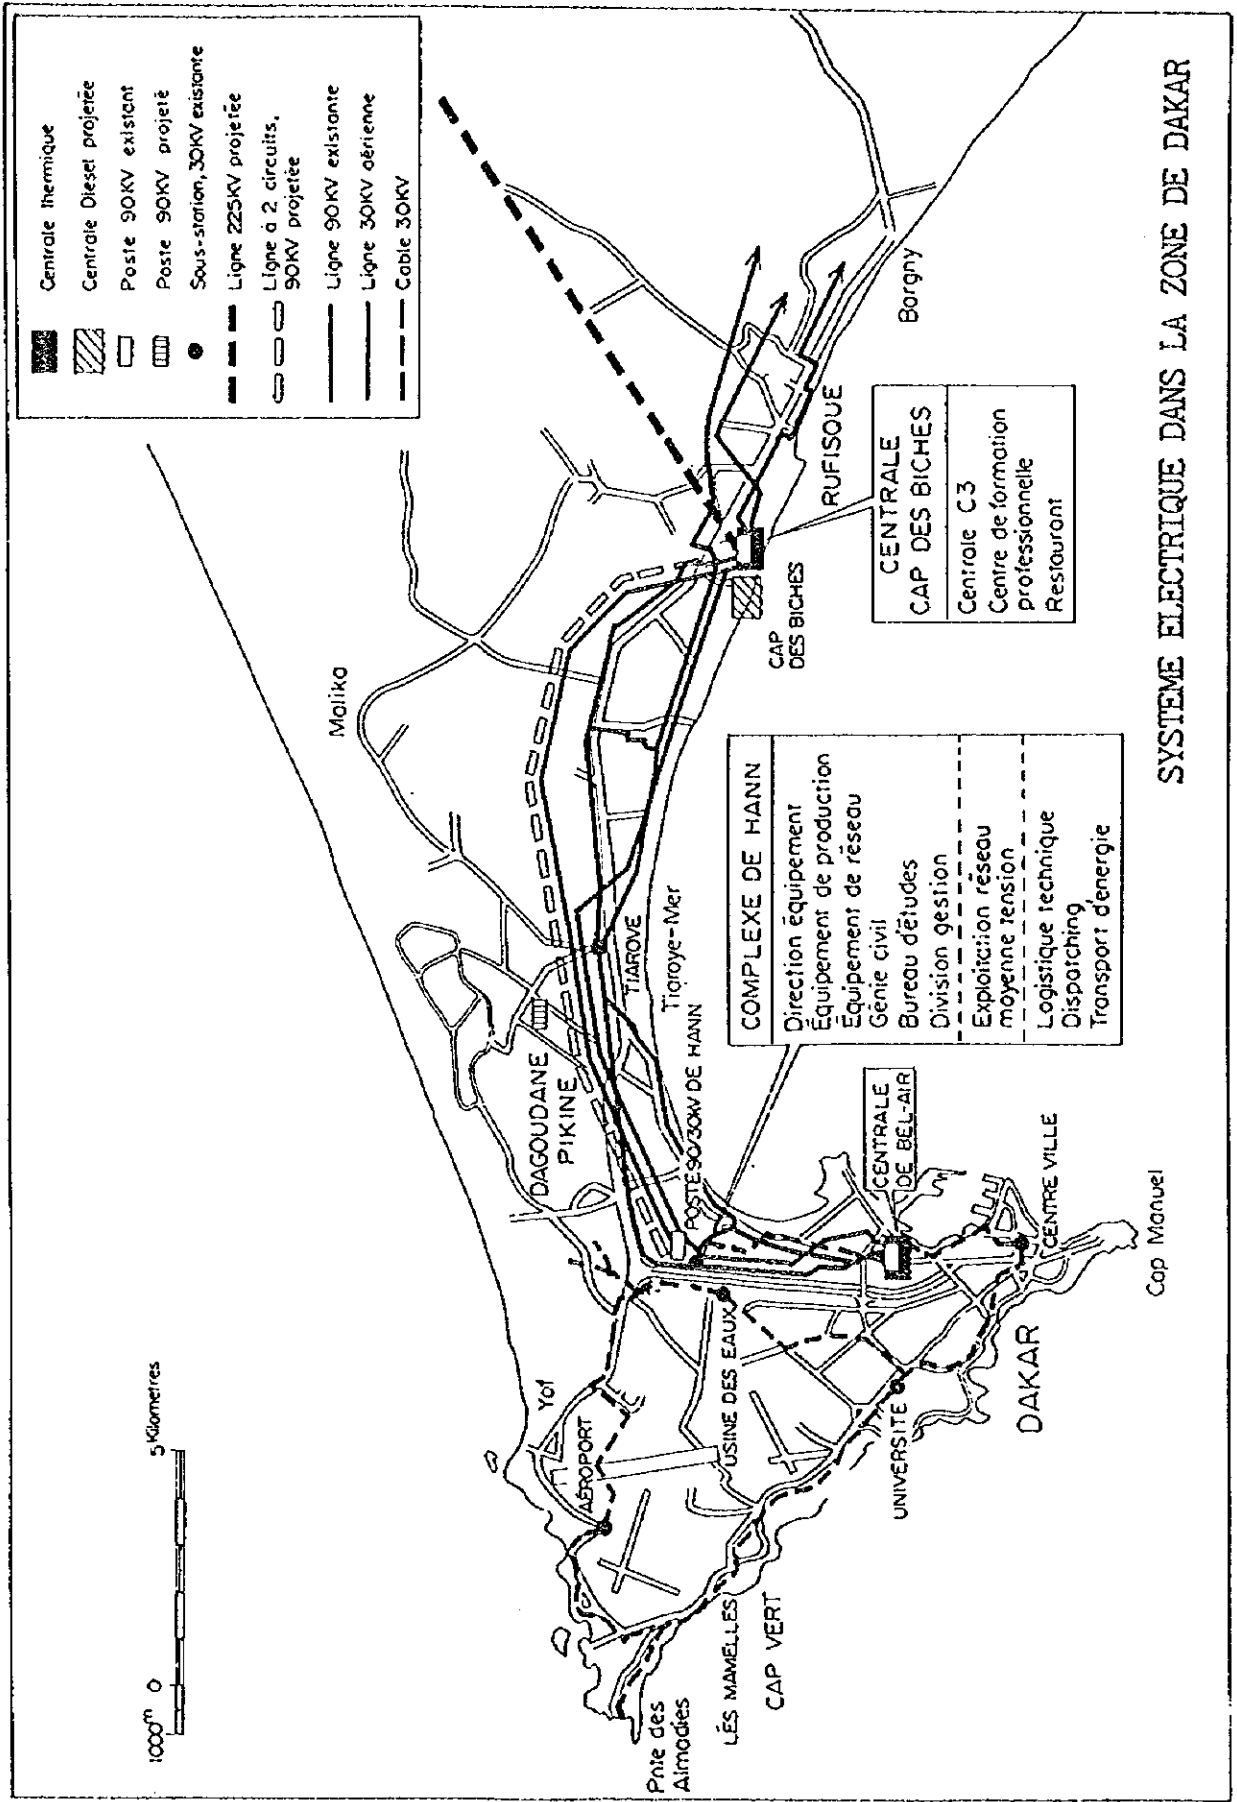 SYSTEME ELECTRIQUE DANS LA ZONE DE DAKAR
Centrale thermique
Centrale Diesel projetée
Poste 90KV existant
Poste 90KV projeté
Sous-station, 30KV existante
Ligne 225KV projetée
Ligne à 2 circuits,
90KV projetée
Ligne 90KV existante
Ligne 30KV aérienne
Cable 30KV
1000m 0 5 Kilometres
Malika
Yof
AÉROPORT
DAGOUDANE
PIKINE
TIAROYE
Tiaroye-Mer
POSTE 90/30KV DE HANN
USINE DES EAUX
Pnte des
Almadies
LES MAMELLES
CAP VERT
UNIVERSITÉ
DAKAR
CENTRE VILLE
Cap Manuel
CENTRALE
DE BEL-AIR
COMPLEXE DE HANN
Direction équipement
Équipement de production
Équipement de réseau
Génie civil
Bureau d'études
Division gestion
Exploitation réseau
moyenne tension
Logistique technique
Dispatching
Transport d'énergie
CAP
DES BICHES
CENTRALE
CAP DES BICHES
Centrale C3
Centre de formation
professionnelle
Restaurant
RUFISQUE
Bargny